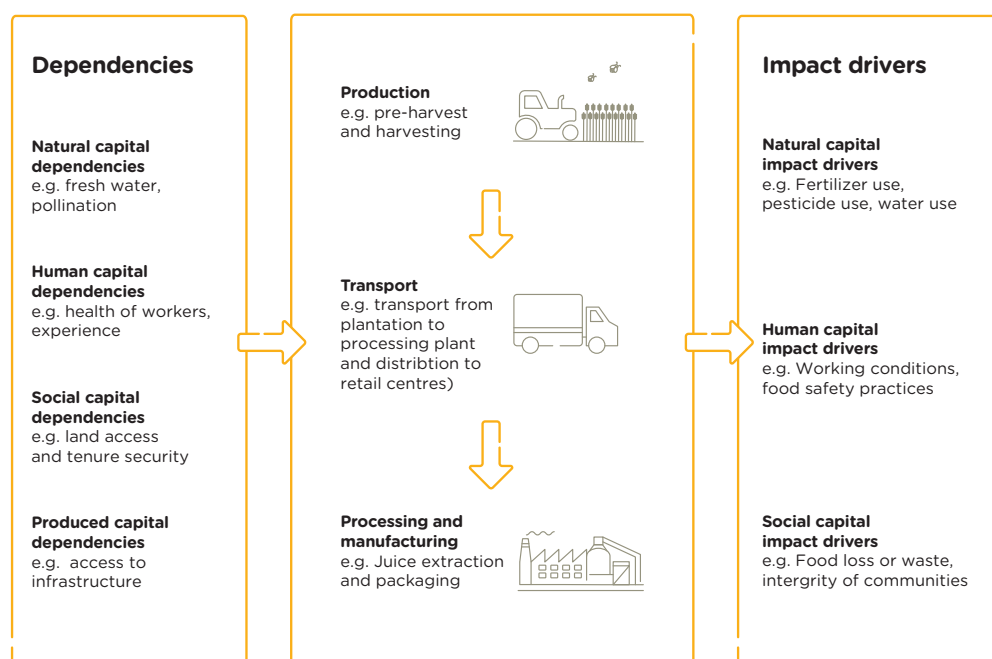 Dependencies
Natural capital
dependencies
e.g. fresh water,
pollination
Human capital
dependencies
e.g. health of workers,
experience
Social capital
dependencies
e.g. land access
and tenure security
Produced capital
dependencies
e.g. access to
infrastructure
Production
e.g. pre-harvest
and harvesting
Transport
e.g. transport from
plantation to
processing plant
and distribtion to
retail centres)
Processing and
manufacturing
e.g. Juice extraction
and packaging
Impact drivers
Natural capital
impact drivers
e.g. Fertilizer use,
pesticide use, water use
Human capital
impact drivers
e.g. Working conditions,
food safety practices
Social capital
impact drivers
e.g. Food loss or waste,
intergrity of communities